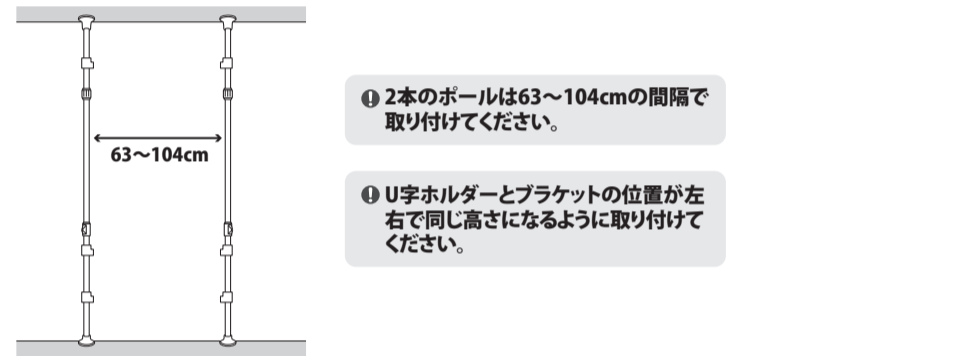 63〜104cm
2本のポールは63〜104cmの間隔で
取り付けてください。
U字ホルダーとブラケットの位置が左
右で同じ高さになるように取り付けて
ください。